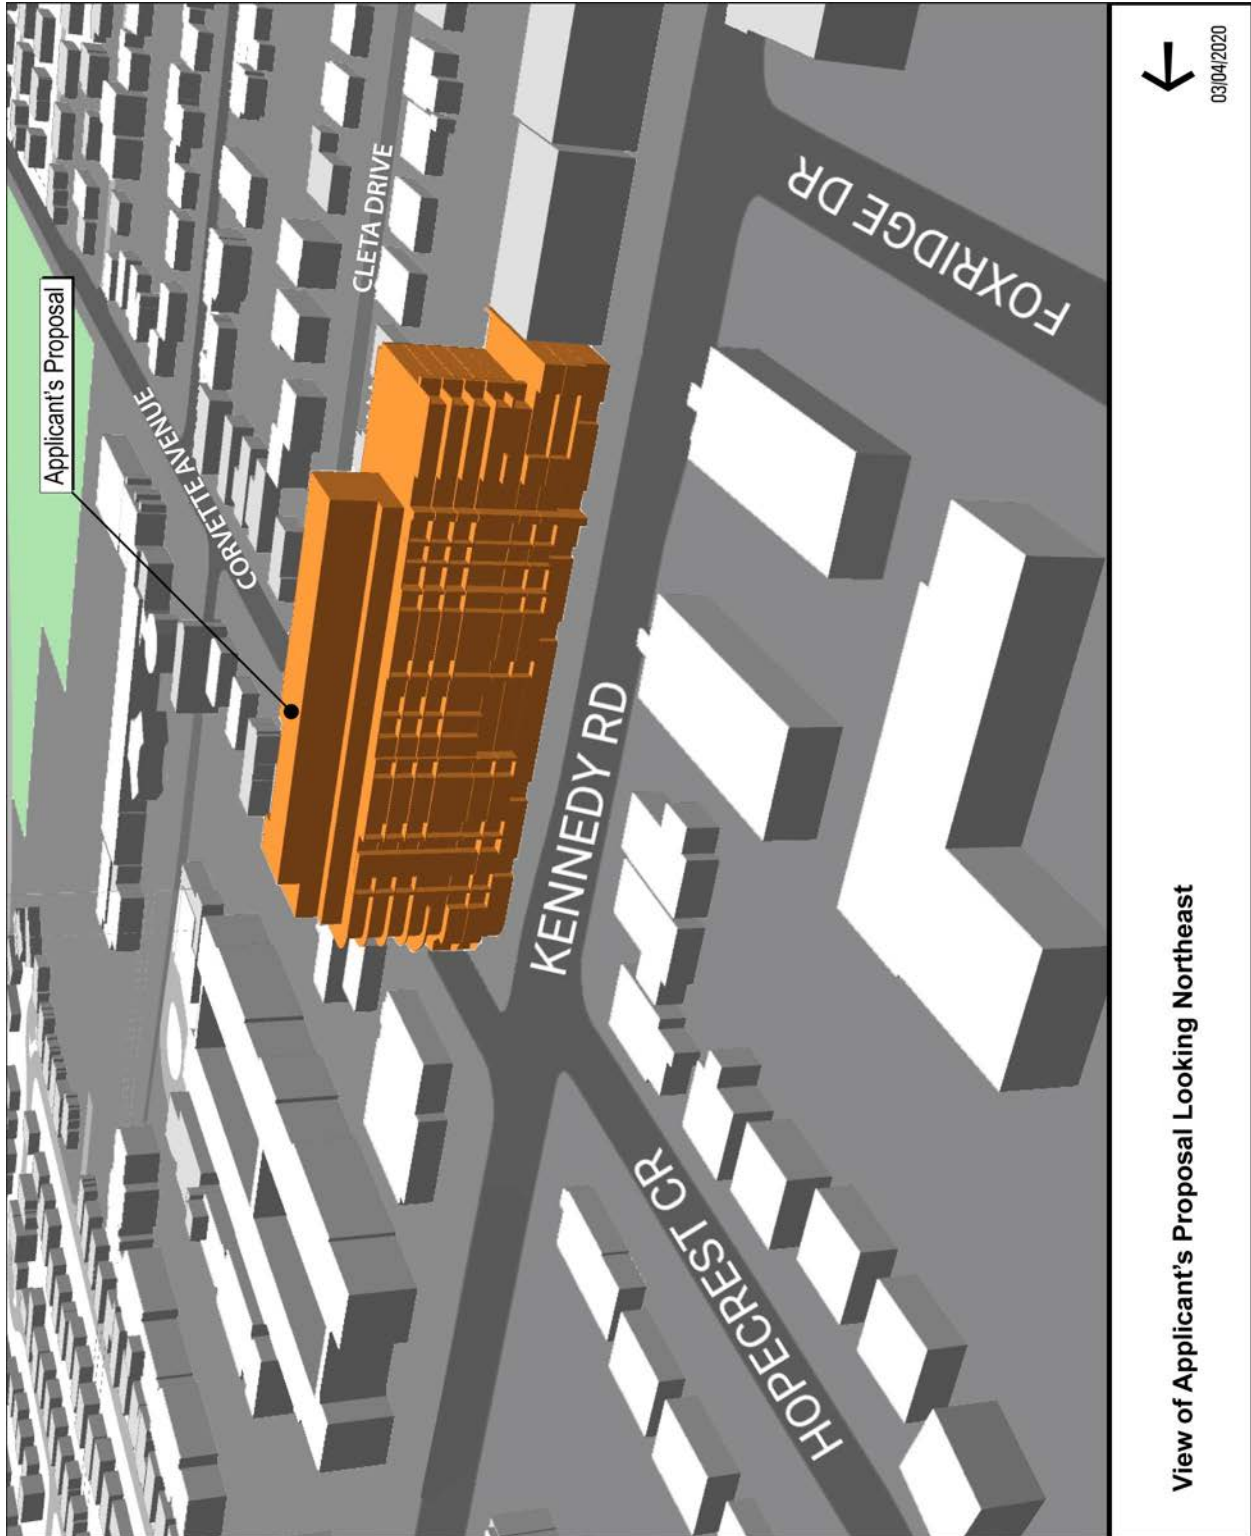 Applicant's Proposal
CORVETTE AVENUE
CLETA DRIVE
KENNEDY RD
HOPECREST CR
FOXRIDGE DR
View of Applicant's Proposal Looking Northeast
03/04/2020